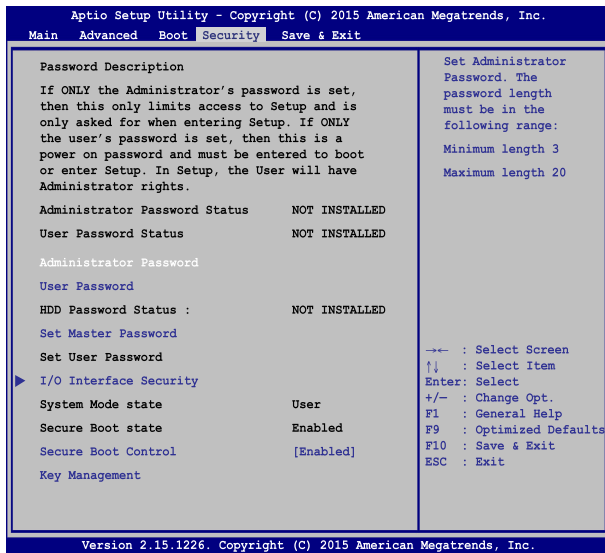 Aptio Setup Utility - Copyright (C) 2015 American Megatrends, Inc.
Main Advanced Boot Security Save & Exit
Password Description
If ONLY the Administrator's password is set,
then this only limits access to Setup and is
only asked for when entering Setup. If ONLY
the user's password is set, then this is a
power on password and must be entered to boot
or enter Setup. In Setup, the User will have
Administrator rights.
Administrator Password Status NOT INSTALLED
User Password Status NOT INSTALLED
Administrator Password
User Password
HDD Password Status : NOT INSTALLED
Set Master Password
Set User Password
I/O Interface Security
System Mode state User
Secure Boot state Enabled
Secure Boot Control [Enabled]
Key Management
Set Administrator
Password. The
password length
must be in the
following range:
Minimum length 3
Maximum length 20
→← : Select Screen
↑↓ : Select Item
Enter: Select
+/— : Change Opt.
F1 : General Help
F9 : Optimized Defaults
F10 : Save & Exit
ESC : Exit
Version 2.15.1226. Copyright (C) 2015 American Megatrends, Inc.